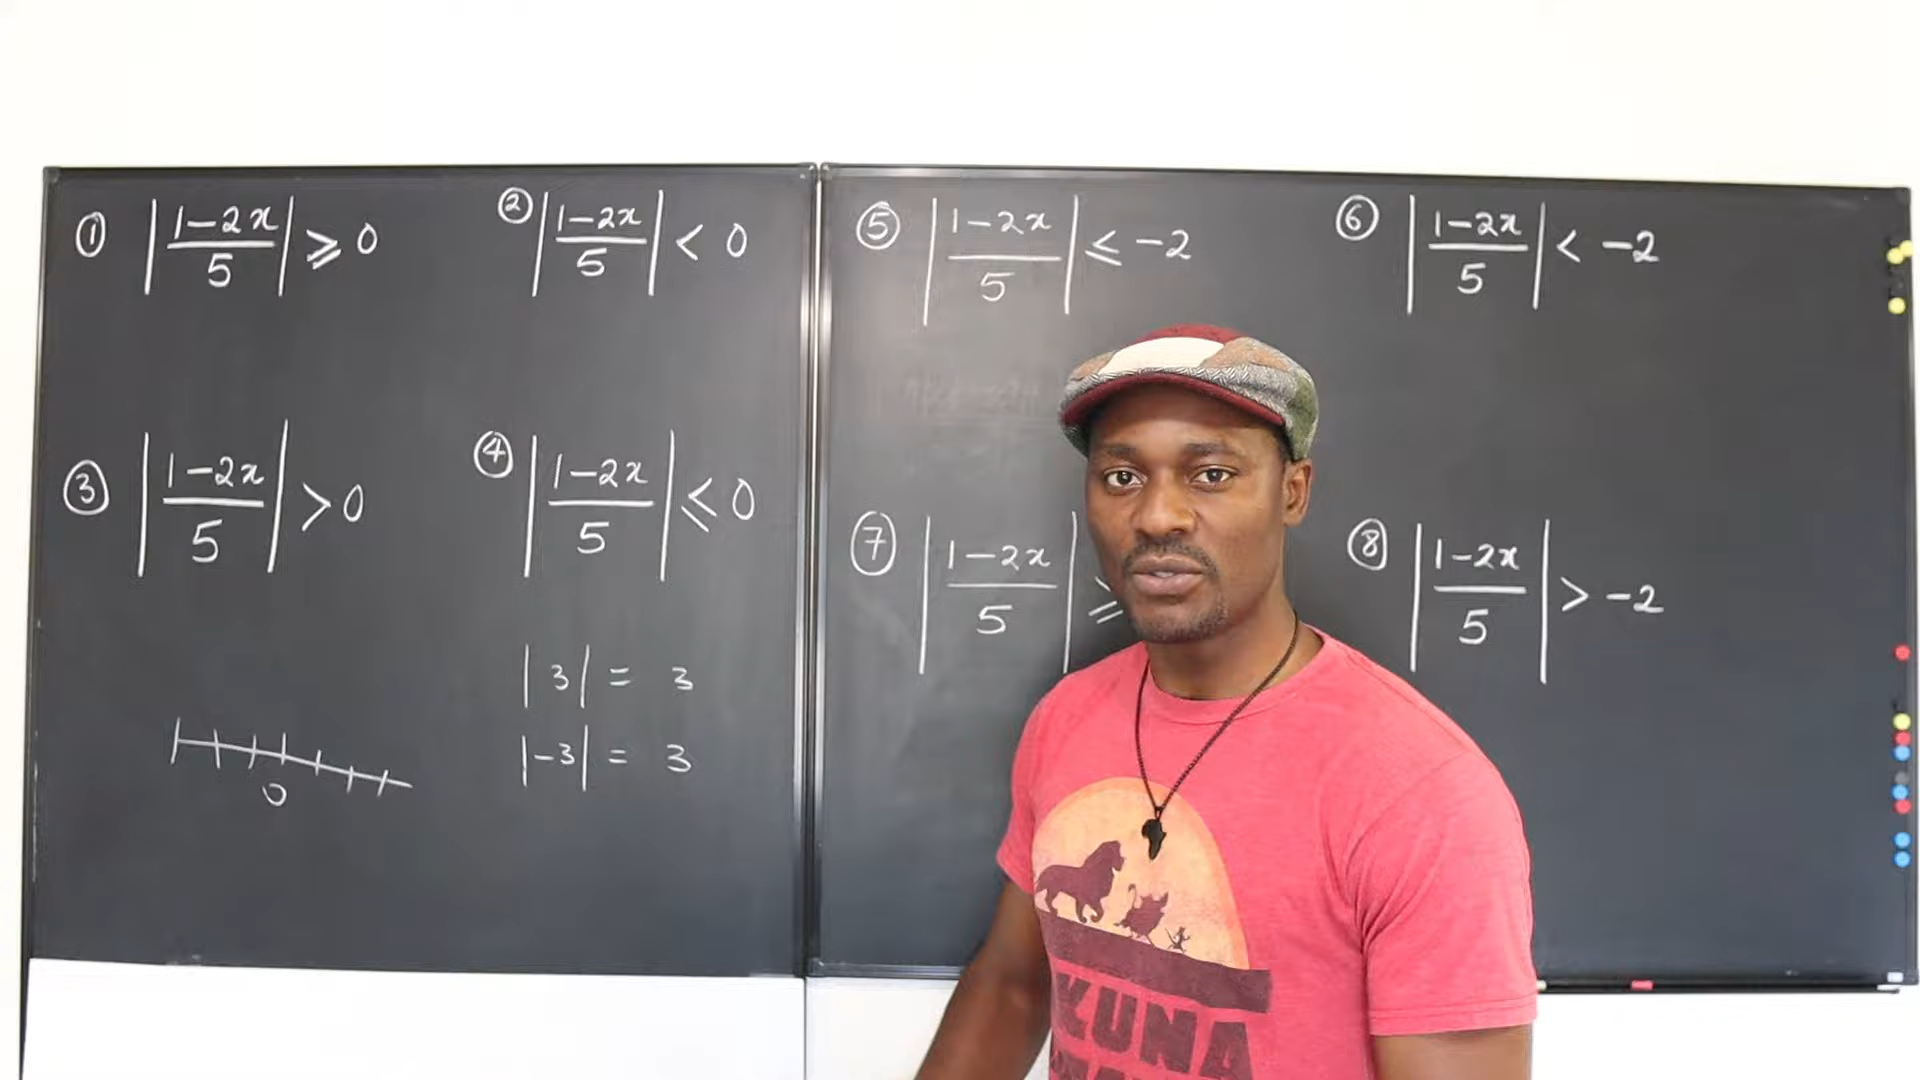 ① |(1-2x)/5| ⩾ 0
② |(1-2x)/5| < 0
③ |(1-2x)/5| > 0
④ |(1-2x)/5| ⩽ 0
|3| = 3
|-3| = 3
0
⑤ |(1-2x)/5| ≤ -2
⑥ |(1-2x)/5| < -2
⑦ |(1-2x)/5| ⩾
⑧ |(1-2x)/5| > -2
KUNA